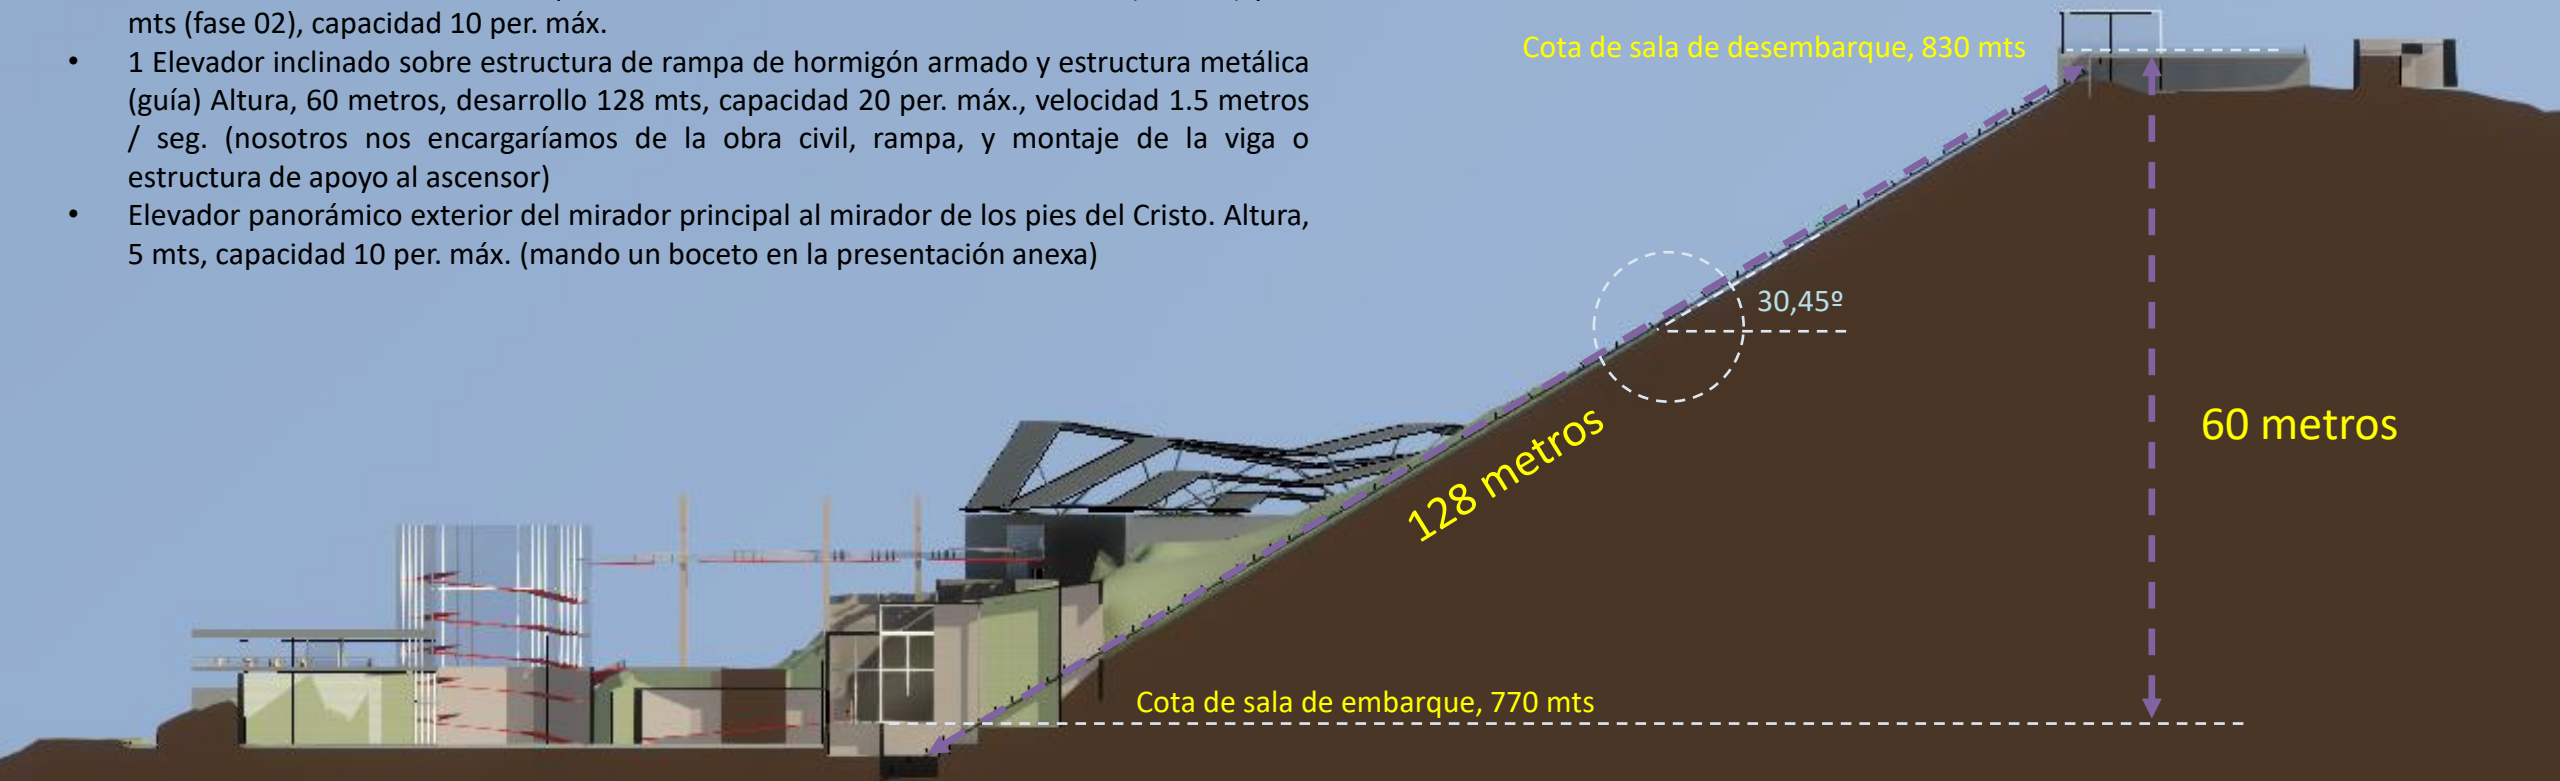 mts (fase 02), capacidad 10 per. máx.
• 1 Elevador inclinado sobre estructura de rampa de hormigón armado y estructura metálica
(guía) Altura, 60 metros, desarrollo 128 mts, capacidad 20 per. máx., velocidad 1.5 metros
/ seg. (nosotros nos encargaríamos de la obra civil, rampa, y montaje de la viga o
estructura de apoyo al ascensor)
• Elevador panorámico exterior del mirador principal al mirador de los pies del Cristo. Altura,
5 mts, capacidad 10 per. máx. (mando un boceto en la presentación anexa)
Cota de sala de desembarque, 830 mts
30,45º
60 metros
128 metros
Cota de sala de embarque, 770 mts